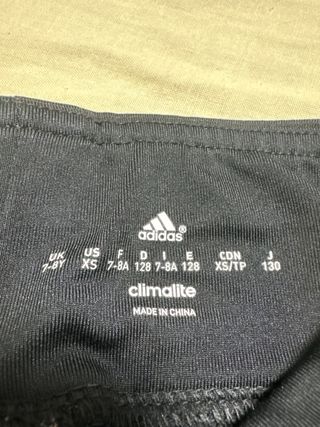 adidas®
UK US F D I E CDN J
7-8Y XS 7-8A 128 7-8A 128 XS/TP 130
climalite
MADE IN CHINA